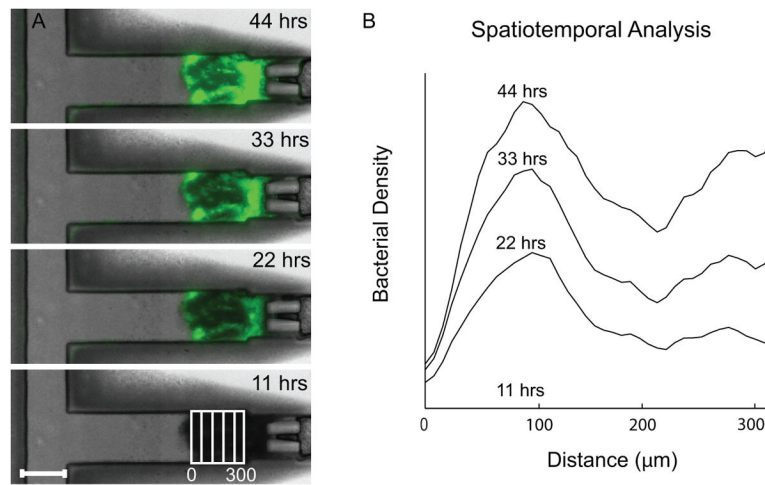 A
44 hrs
33 hrs
22 hrs
11 hrs
0 300
B
Spatiotemporal Analysis
44 hrs
33 hrs
22 hrs
11 hrs
Bacterial Density
0 100 200 300
Distance (µm)